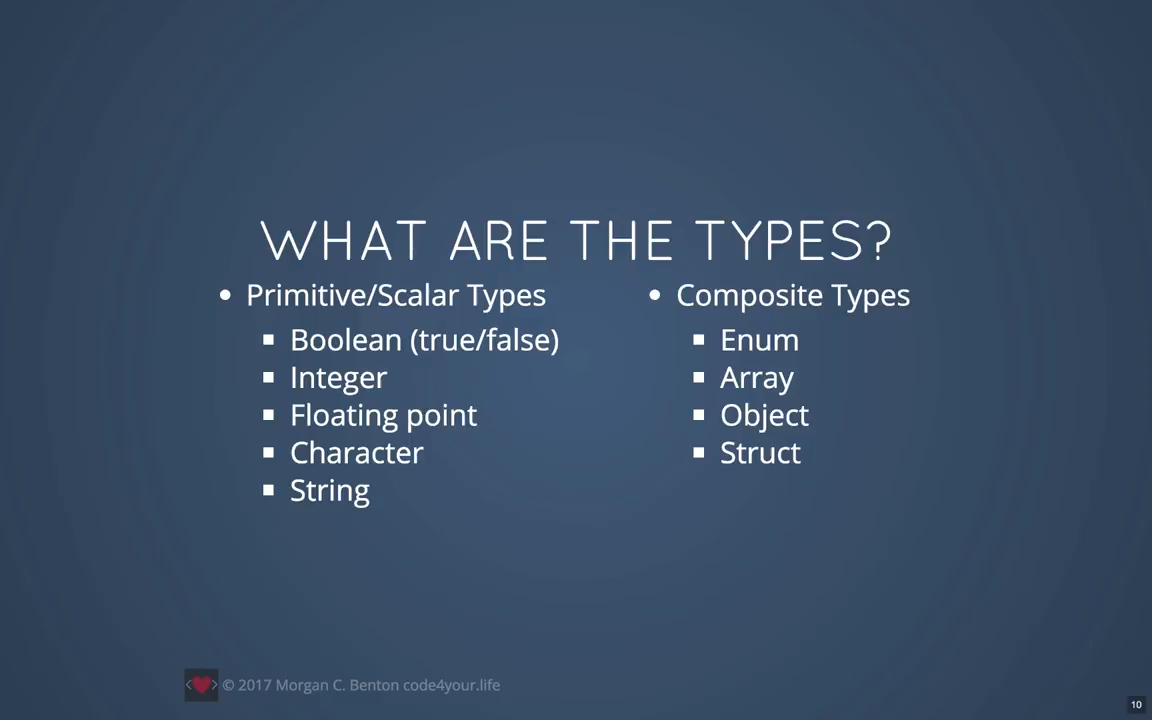 WHAT ARE THE TYPES?
• Primitive/Scalar Types
▪ Boolean (true/false)
▪ Integer
▪ Floating point
▪ Character
▪ String
• Composite Types
▪ Enum
▪ Array
▪ Object
▪ Struct
<❤> © 2017 Morgan C. Benton code4your.life
10